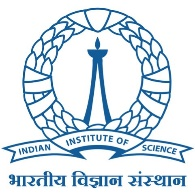 INDIAN INSTITUTE OF SCIENCE
भारतीय विज्ञान संस्थान